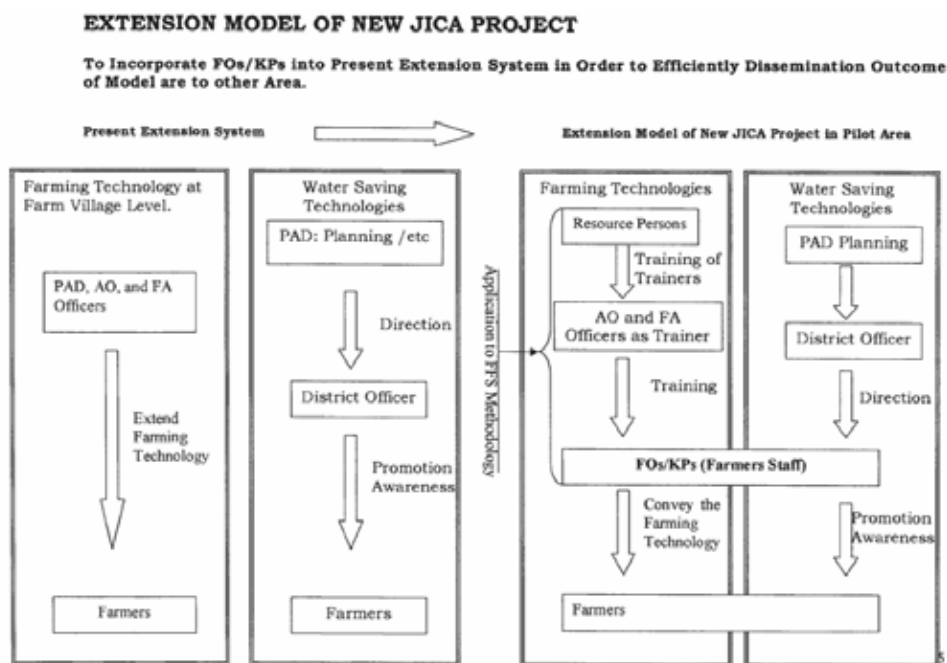 EXTENSION MODEL OF NEW JICA PROJECT
To Incorporate FOs/KPs into Present Extension System in Order to Efficiently Dissemination Outcome
of Model are to other Area.
Present Extension System
Extension Model of New JICA Project in Pilot Area
Farming Technology at
Farm Village Level.
PAD, AO, and FA
Officers
Extend
Farming
Technology
Farmers
Water Saving
Technologies
PAD: Planning /etc
Direction
District Officer
Promotion
Awareness
Farmers
Application to FFS Methodology
Farming Technologies
Resource Persons
Training of
Trainers
AO and FA
Officers as Trainer
Training
FOs/KPs (Farmers Staff)
Convey the
Farming
Technology
Farmers
Water Saving
Technologies
PAD Planning
District Officer
Direction
Promotion
Awareness